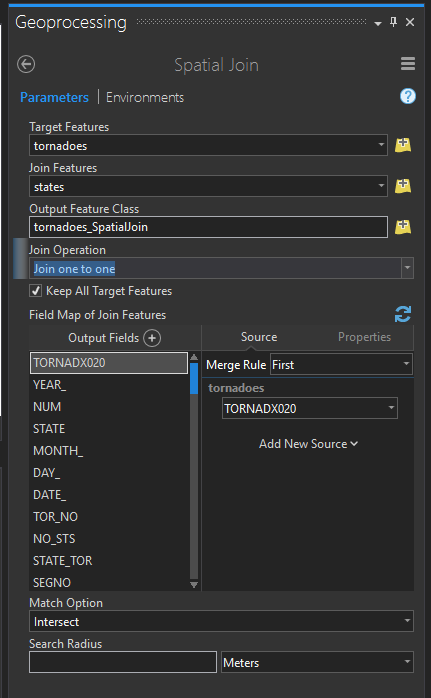 Geoprocessing
Spatial Join
Parameters | Environments
?
Target Features
tornadoes
Join Features
states
Output Feature Class
tornadoes_SpatialJoin
Join Operation
Join one to one
Keep All Target Features
Field Map of Join Features
Output Fields
Source Properties
TORNADX020
Merge Rule First
YEAR_
tornadoes
NUM
TORNADX020
STATE
MONTH_
Add New Source
DAY_
DATE_
TOR_NO
NO_STS
STATE_TOR
SEGNO
Match Option
Intersect
Search Radius
Meters